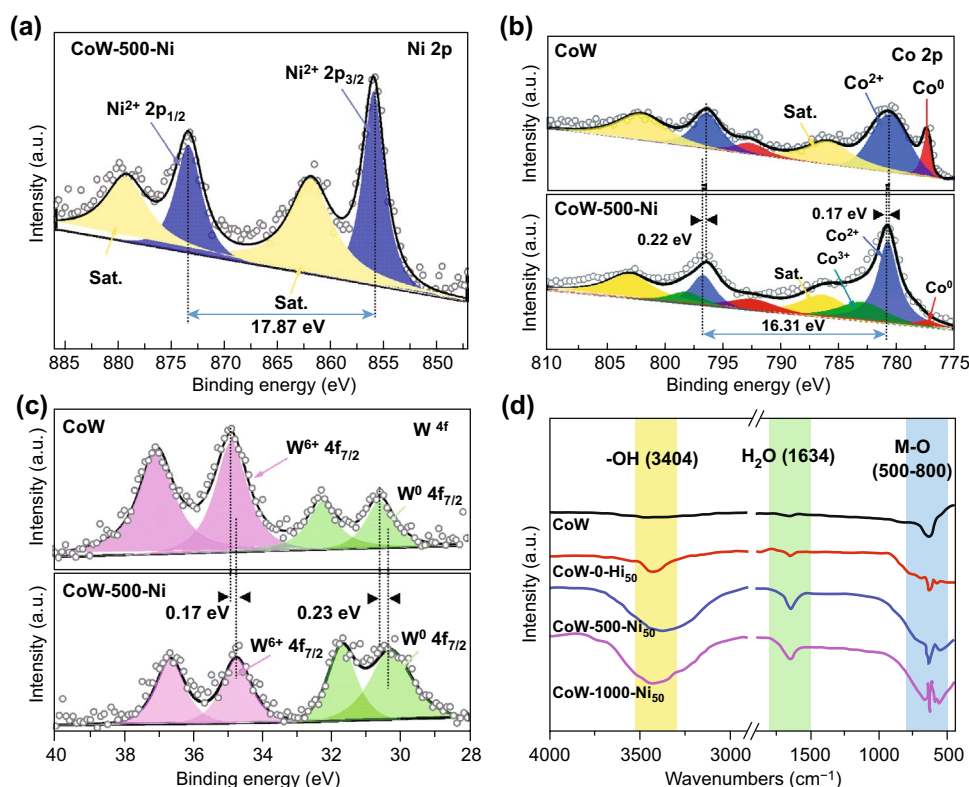 (a)
CoW-500-Ni
Ni 2p
Ni²⁺ 2p₁/₂
Ni²⁺ 2p₃/₂
Sat.
Sat.
17.87 eV
Intensity (a.u.)
885 880 875 870 865 860 855 850
Binding energy (eV)
(b)
CoW
Co 2p
Co²⁺
Co⁰
Sat.
Intensity (a.u.)
CoW-500-Ni
0.17 eV
0.22 eV
Co²⁺
Co³⁺
Sat.
Co⁰
16.31 eV
Intensity (a.u.)
810 805 800 795 790 785 780 775
Binding energy (eV)
(c)
CoW
W ⁴ᶠ
W⁶⁺ 4f₇/₂
W⁰ 4f₇/₂
Intensity (a.u.)
CoW-500-Ni
0.17 eV
0.23 eV
W⁶⁺ 4f₇/₂
W⁰ 4f₇/₂
Intensity (a.u.)
40 38 36 34 32 30 28
Binding energy (eV)
(d)
-OH (3404)
H₂O (1634)
M-O
(500-800)
CoW
CoW-0-Hi₅₀
CoW-500-Ni₅₀
CoW-1000-Ni₅₀
Intensity (a.u.)
4000 3500 3000 1500 1000 500
Wavenumbers (cm⁻¹)